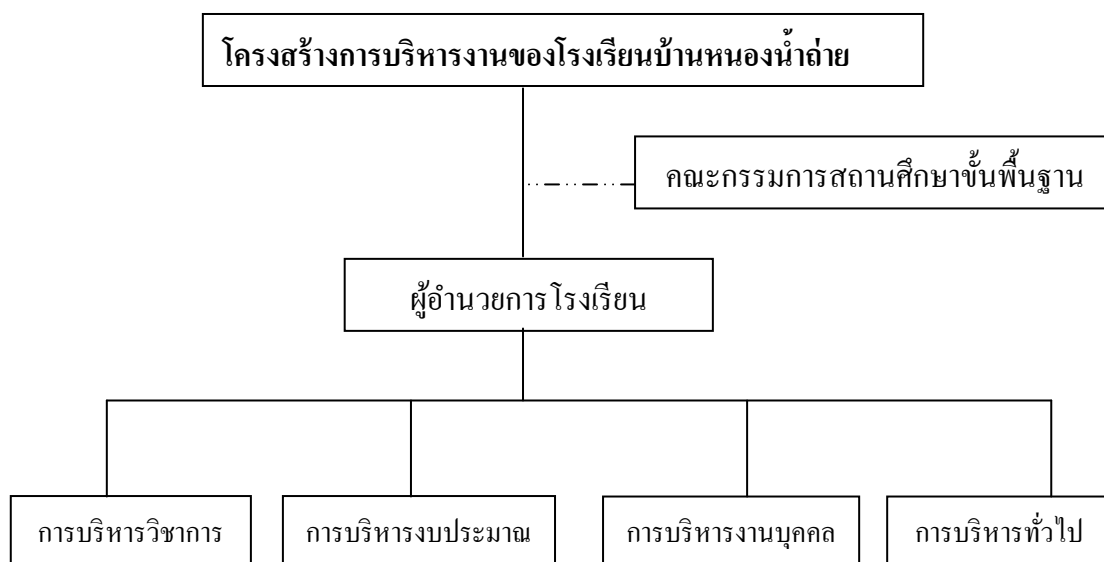 โครงสร้างการบริหารงานของโรงเรียนบ้านหนองน้ำถ่าย
คณะกรรมการสถานศึกษาขั้นพื้นฐาน
ผู้อำนวยการโรงเรียน
การบริหารวิชาการ
การบริหารงบประมาณ
การบริหารงานบุคคล
การบริหารทั่วไป